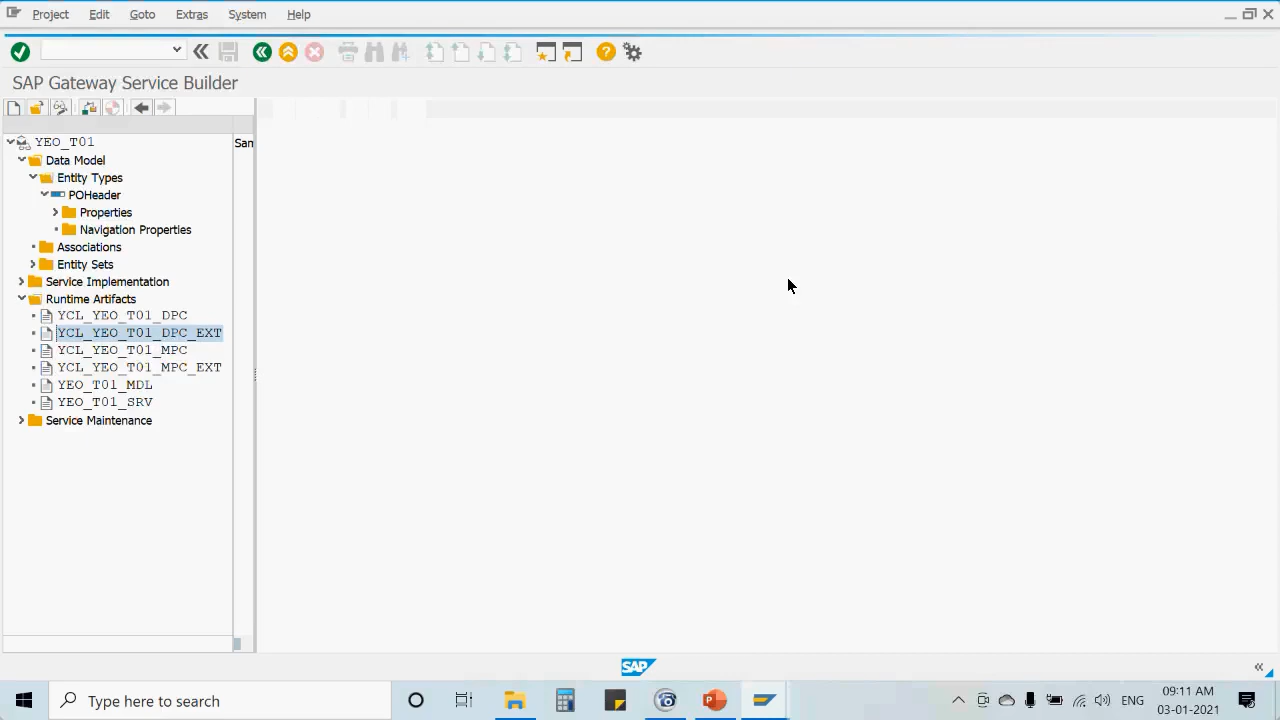 Project Edit Goto Extras System Help
SAP Gateway Service Builder
YEO_T01
San
Data Model
Entity Types
POHeader
Properties
Navigation Properties
Associations
Entity Sets
Service Implementation
Runtime Artifacts
YCL_YEO_T01_DPC
YCL_YEO_T01_DPC_EXT
YCL_YEO_T01_MPC
YCL_YEO_T01_MPC_EXT
YEO_T01_MDL
YEO_T01_SRV
Service Maintenance
SAP
Type here to search
ENG
09:11 AM
03-01-2021